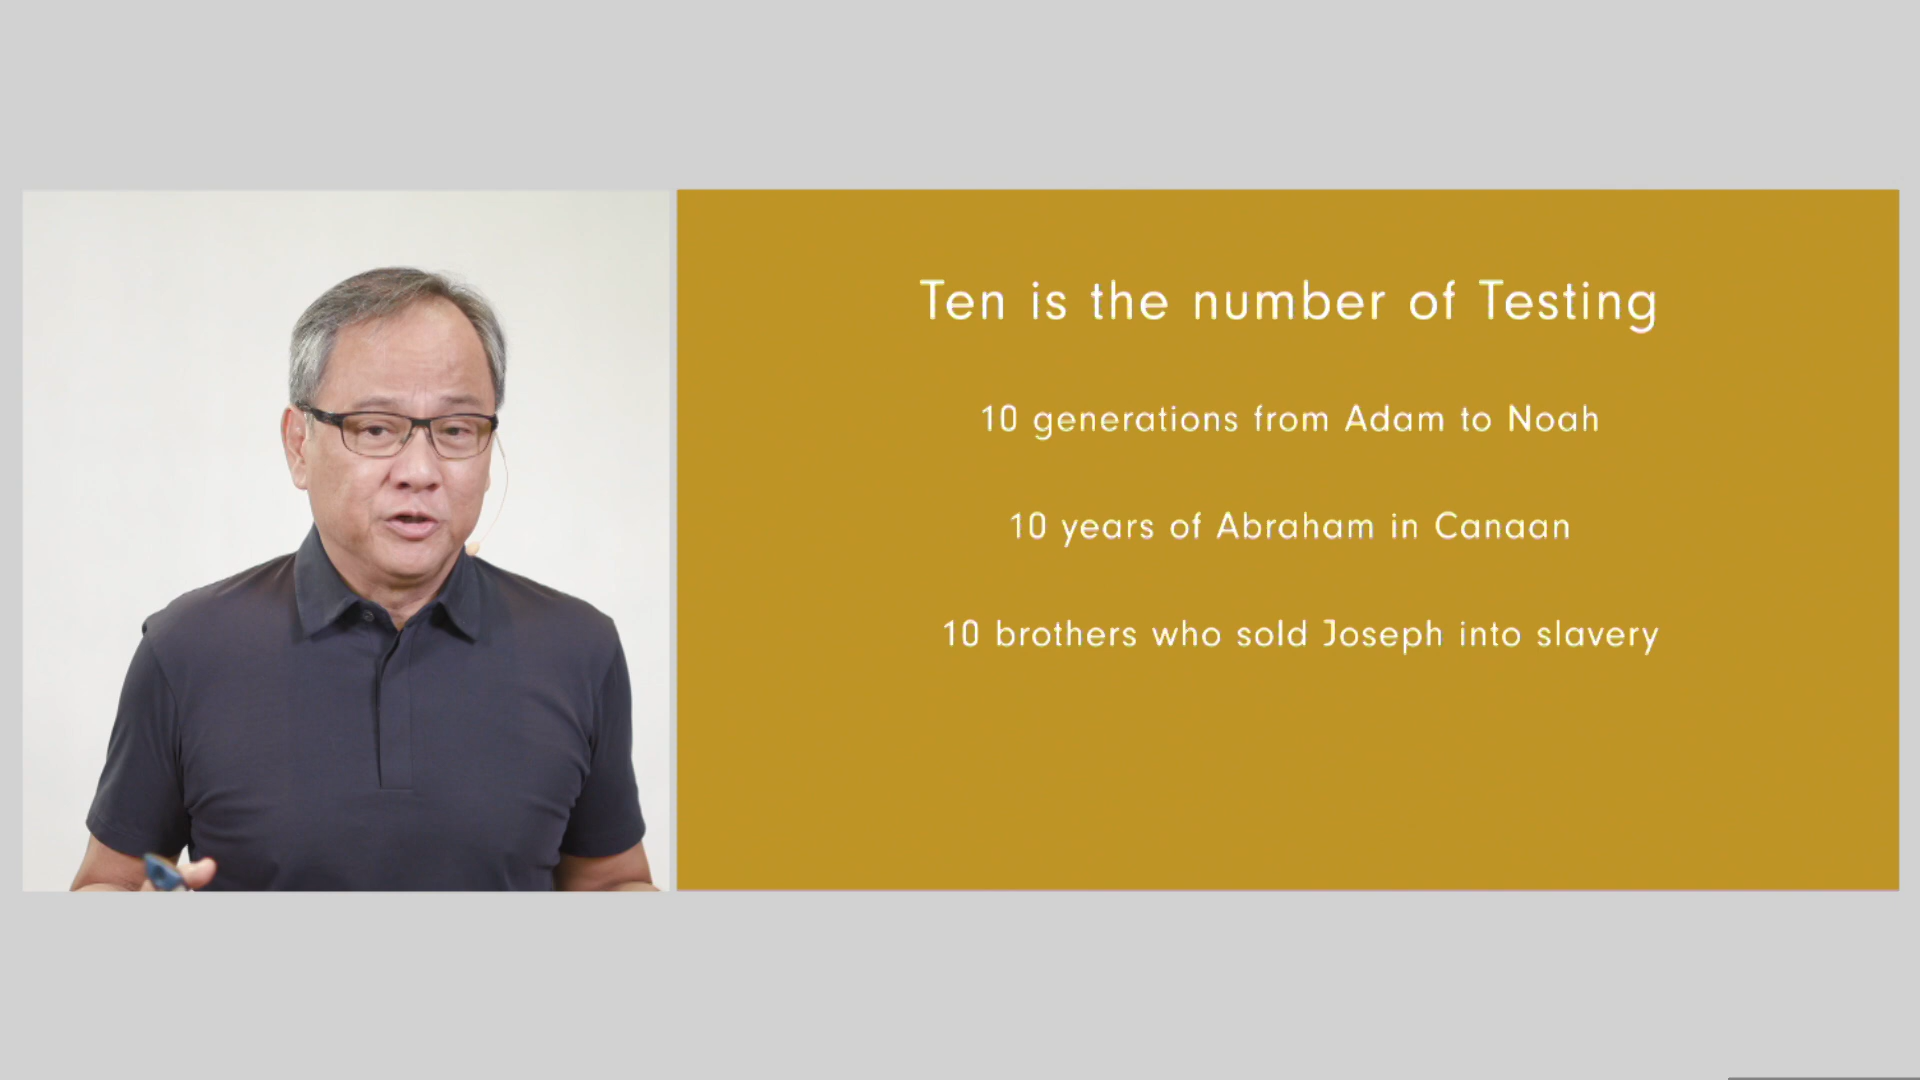 Ten is the number of Testing
10 generations from Adam to Noah
10 years of Abraham in Canaan
10 brothers who sold Joseph into slavery